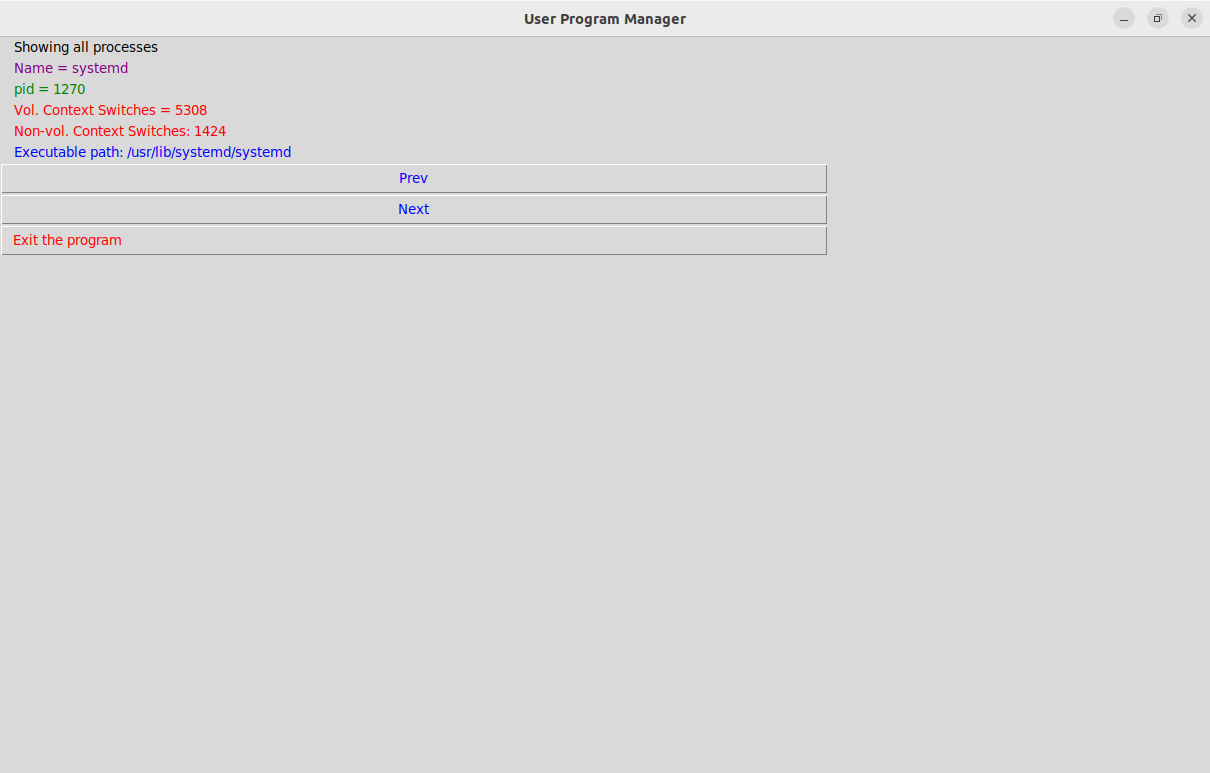 User Program Manager
Showing all processes
Name = systemd
pid = 1270
Vol. Context Switches = 5308
Non-vol. Context Switches: 1424
Executable path: /usr/lib/systemd/systemd
Prev
Next
Exit the program